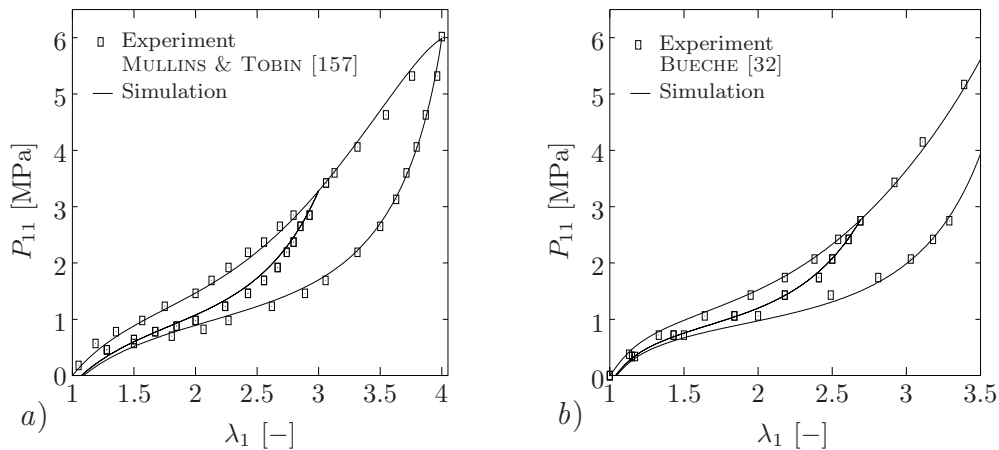 6
5
4
3
2
1
0
P₁₁ [MPa]
Experiment
MULLINS & TOBIN [157]
Simulation
1 1.5 2 2.5 3 3.5 4
λ₁ [−]
a)
6
5
4
3
2
1
0
P₁₁ [MPa]
Experiment
BUECHE [32]
Simulation
1 1.5 2 2.5 3 3.5
λ₁ [−]
b)